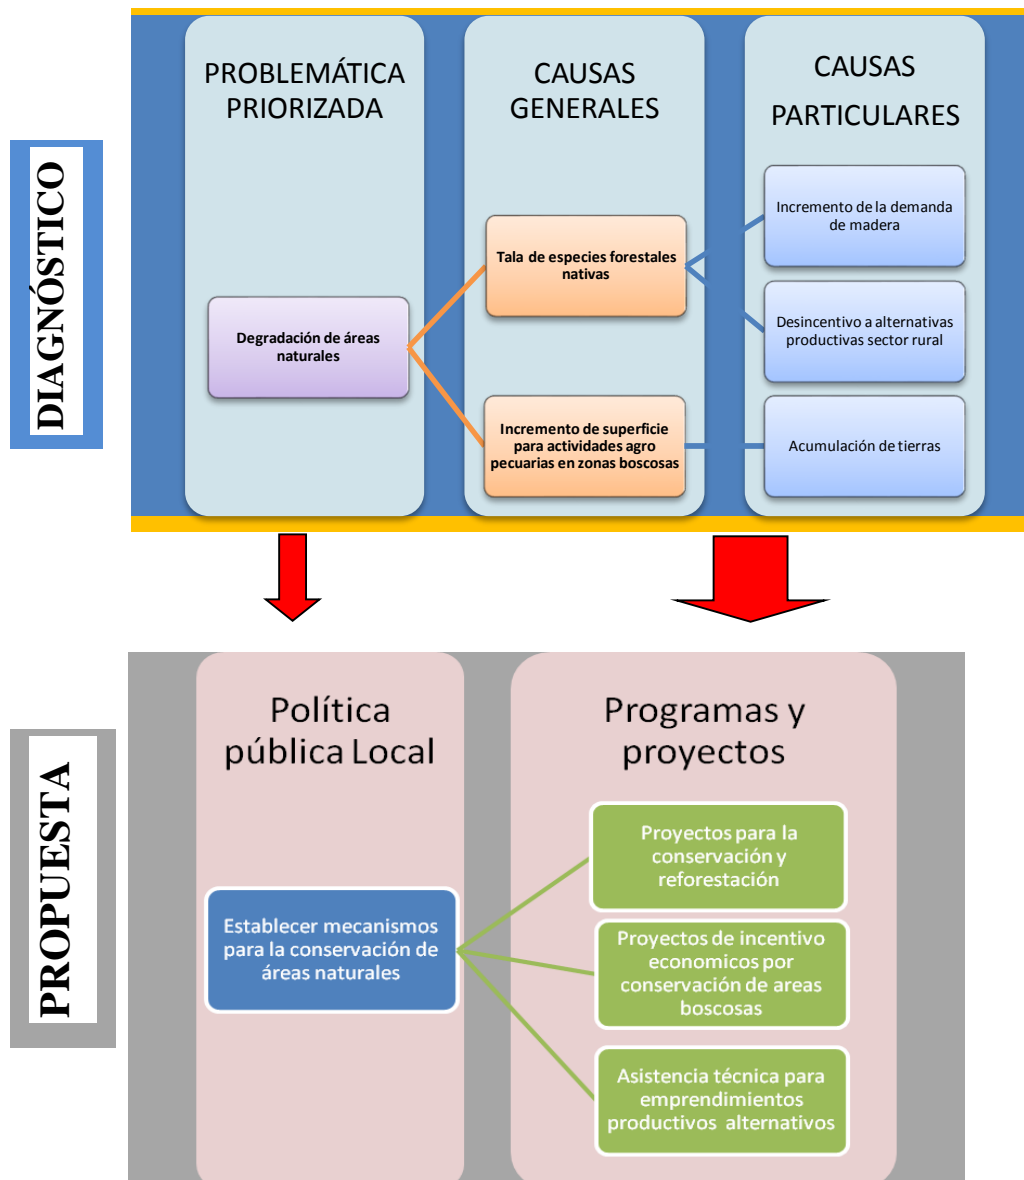 DIAGNÓSTICO
PROBLEMÁTICA
PRIORIZADA
Degradación de áreas
naturales
CAUSAS
GENERALES
Tala de especies forestales
nativas
Incremento de superficie
para actividades agro
pecuarias en zonas boscosas
CAUSAS
PARTICULARES
Incremento de la demanda
de madera
Desincentivo a alternativas
productivas sector rural
Acumulación de tierras
PROPUESTA
Política
pública Local
Establecer mecanismos
para la conservación de
áreas naturales
Programas y
proyectos
Proyectos para la
conservación y
reforestación
Proyectos de incentivo
economicos por
conservación de areas
boscosas
Asistencia técnica para
emprendimientos
productivos alternativos